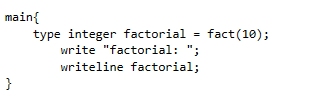 main{
    type integer factorial = fact(10);
        write "factorial: ";
        writeline factorial;
}